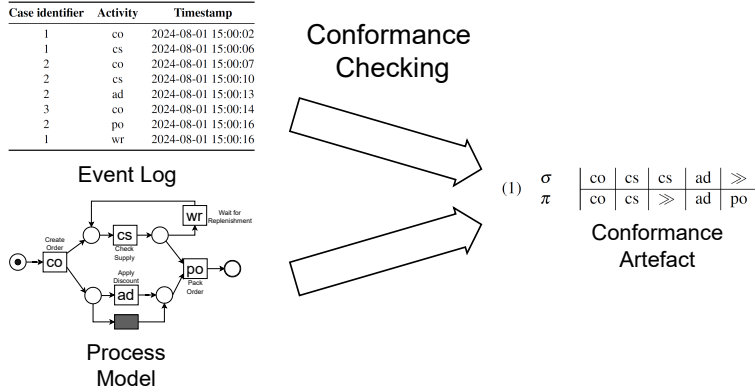 Case identifier Activity Timestamp
1 co 2024-08-01 15:00:02
1 cs 2024-08-01 15:00:06
2 co 2024-08-01 15:00:07
2 cs 2024-08-01 15:00:10
2 ad 2024-08-01 15:00:13
3 co 2024-08-01 15:00:14
2 po 2024-08-01 15:00:16
1 wr 2024-08-01 15:00:16
Event Log
Conformance
Checking
wr
Wait for
Replenishment
cs
Check
Supply
Create
Order
co
Apply
Discount
ad
po
Pack
Order
Process
Model
(1) σ co cs cs ad ≫
π co cs ≫ ad po
Conformance
Artefact